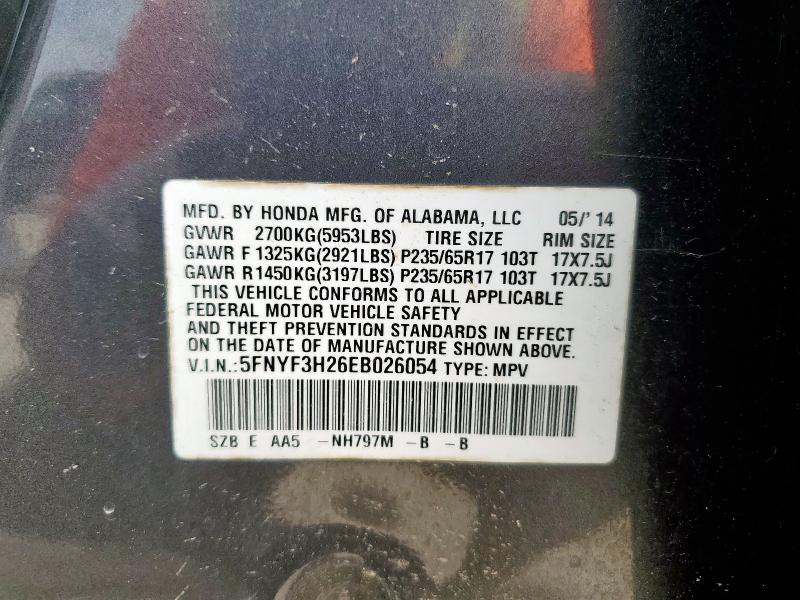 MFD. BY HONDA MFG. OF ALABAMA, LLC 05/'14
GVWR 2700KG(5953LBS) TIRE SIZE RIM SIZE
GAWR F 1325KG(2921LBS) P235/65R17 103T 17X7.5J
GAWR R 1450KG(3197LBS) P235/65R17 103T 17X7.5J
THIS VEHICLE CONFORMS TO ALL APPLICABLE
FEDERAL MOTOR VEHICLE SAFETY
AND THEFT PREVENTION STANDARDS IN EFFECT
ON THE DATE OF MANUFACTURE SHOWN ABOVE.
V.I.N.:5FNYF3H26EB026054 TYPE: MPV
SZB E AA5 -NH797M -B -B